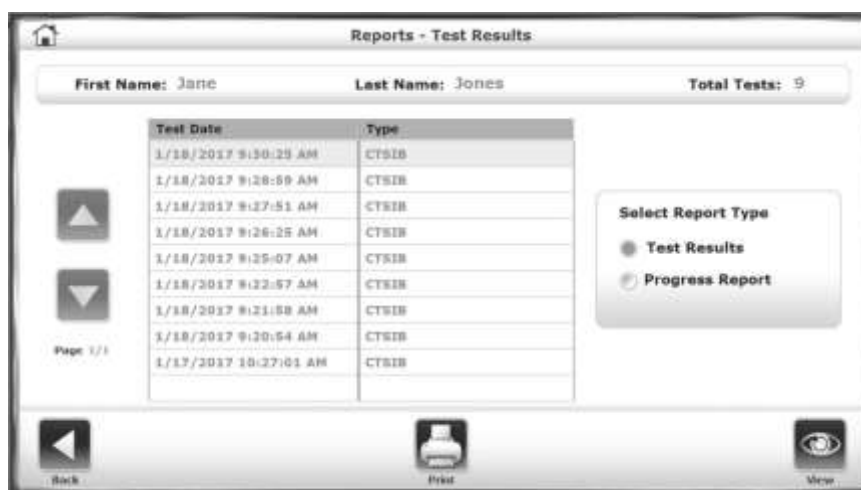 Reports - Test Results
First Name: Jane Last Name: Jones Total Tests: 9
Test Date Type
1/18/2017 9:30:25 AM CTSIB
1/18/2017 9:28:59 AM CTSIB
1/18/2017 9:27:51 AM CTSIB
1/18/2017 9:26:25 AM CTSIB
1/18/2017 9:25:07 AM CTSIB
1/18/2017 9:22:57 AM CTSIB
1/18/2017 9:21:58 AM CTSIB
1/18/2017 9:20:54 AM CTSIB
1/17/2017 10:27:01 AM CTSIB
Select Report Type
Test Results
Progress Report
Page 1/1
Back Print View